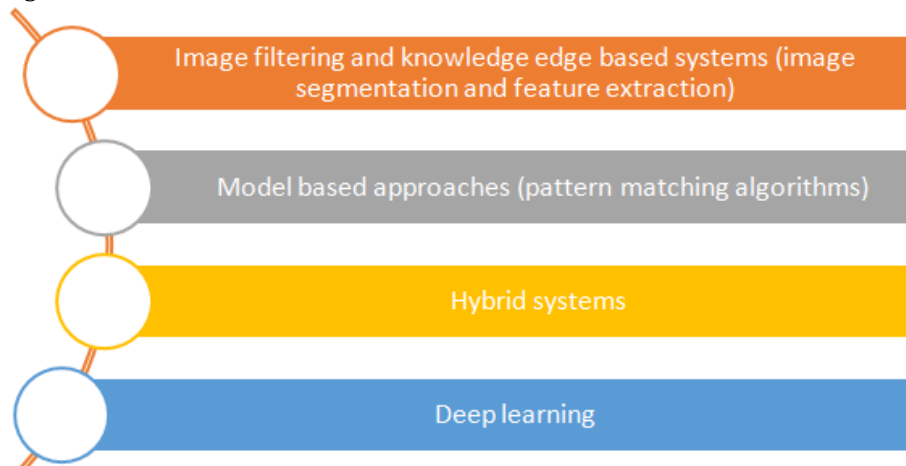 Image filtering and knowledge edge based systems (image
segmentation and feature extraction)
Model based approaches (pattern matching algorithms)
Hybrid systems
Deep learning